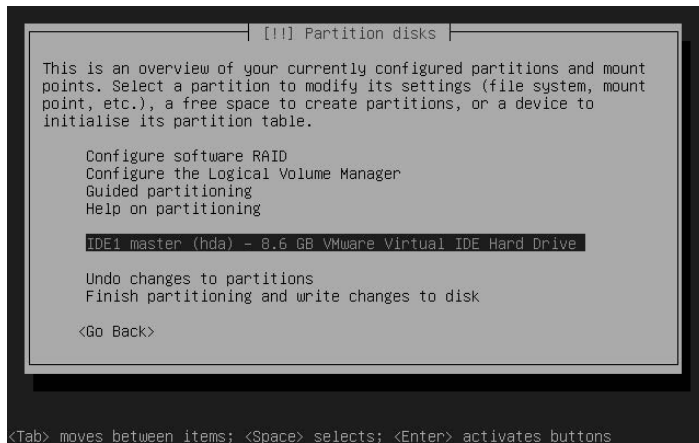 [!!] Partition disks
This is an overview of your currently configured partitions and mount
points. Select a partition to modify its settings (file system, mount
point, etc.), a free space to create partitions, or a device to
initialise its partition table.
Configure software RAID
Configure the Logical Volume Manager
Guided partitioning
Help on partitioning
IDE1 master (hda) - 8.6 GB VMware Virtual IDE Hard Drive
Undo changes to partitions
Finish partitioning and write changes to disk
<Go Back>
<Tab> moves between items; <Space> selects; <Enter> activates buttons